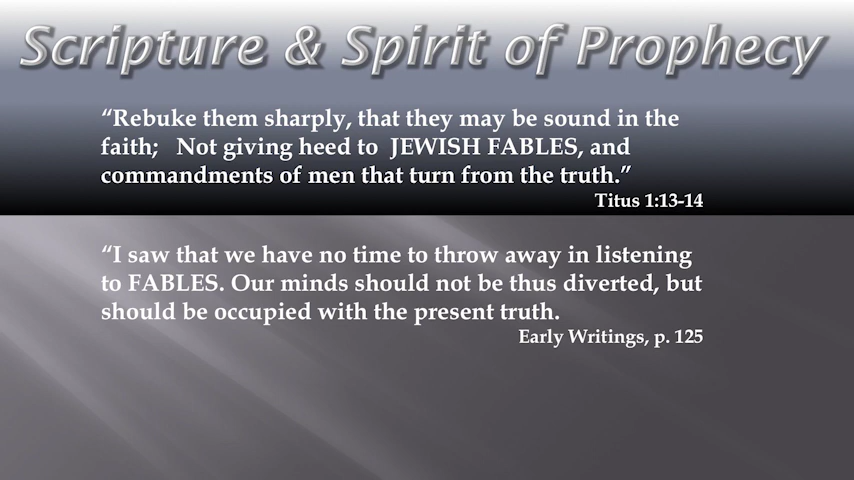 Scripture & Spirit of Prophecy
“Rebuke them sharply, that they may be sound in the
faith; Not giving heed to JEWISH FABLES, and
commandments of men that turn from the truth.”
Titus 1:13-14
“I saw that we have no time to throw away in listening
to FABLES. Our minds should not be thus diverted, but
should be occupied with the present truth.
Early Writings, p. 125